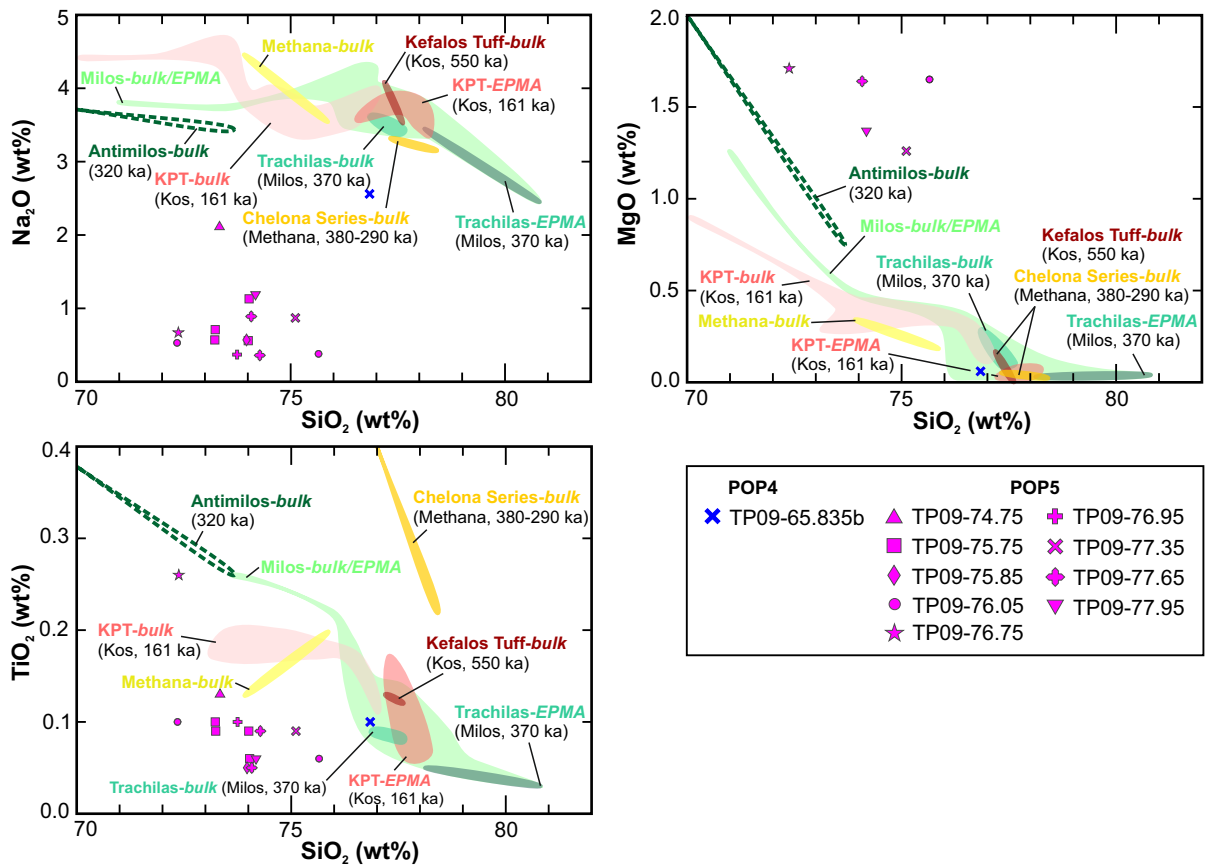 5
4
3
2
1
0
Na₂O (wt%)
Methana-bulk
Kefalos Tuff-bulk
(Kos, 550 ka)
Milos-bulk/EPMA
KPT-EPMA
(Kos, 161 ka)
Antimilos-bulk
(320 ka)
KPT-bulk
(Kos, 161 ka)
Trachilas-bulk
(Milos, 370 ka)
Chelona Series-bulk
(Methana, 380-290 ka)
Trachilas-EPMA
(Milos, 370 ka)
70
75
80
SiO₂ (wt%)
2.0
1.5
1.0
0.5
0.0
MgO (wt%)
Antimilos-bulk
(320 ka)
Milos-bulk/EPMA
Kefalos Tuff-bulk
(Kos, 550 ka)
Trachilas-bulk
(Milos, 370 ka)
KPT-bulk
(Kos, 161 ka)
Chelona Series-bulk
(Methana, 380-290 ka)
Methana-bulk
Trachilas-EPMA
(Milos, 370 ka)
KPT-EPMA
(Kos, 161 ka)
70
75
80
SiO₂ (wt%)
0.4
0.3
0.2
0.1
0.0
TiO₂ (wt%)
Antimilos-bulk
(320 ka)
Chelona Series-bulk
(Methana, 380-290 ka)
Milos-bulk/EPMA
KPT-bulk
(Kos, 161 ka)
Kefalos Tuff-bulk
(Kos, 550 ka)
Methana-bulk
Trachilas-EPMA
(Milos, 370 ka)
Trachilas-bulk (Milos, 370 ka)
KPT-EPMA
(Kos, 161 ka)
70
75
80
SiO₂ (wt%)
POP4
TP09-65.835b
POP5
TP09-74.75
TP09-75.75
TP09-75.85
TP09-76.05
TP09-76.75
TP09-76.95
TP09-77.35
TP09-77.65
TP09-77.95